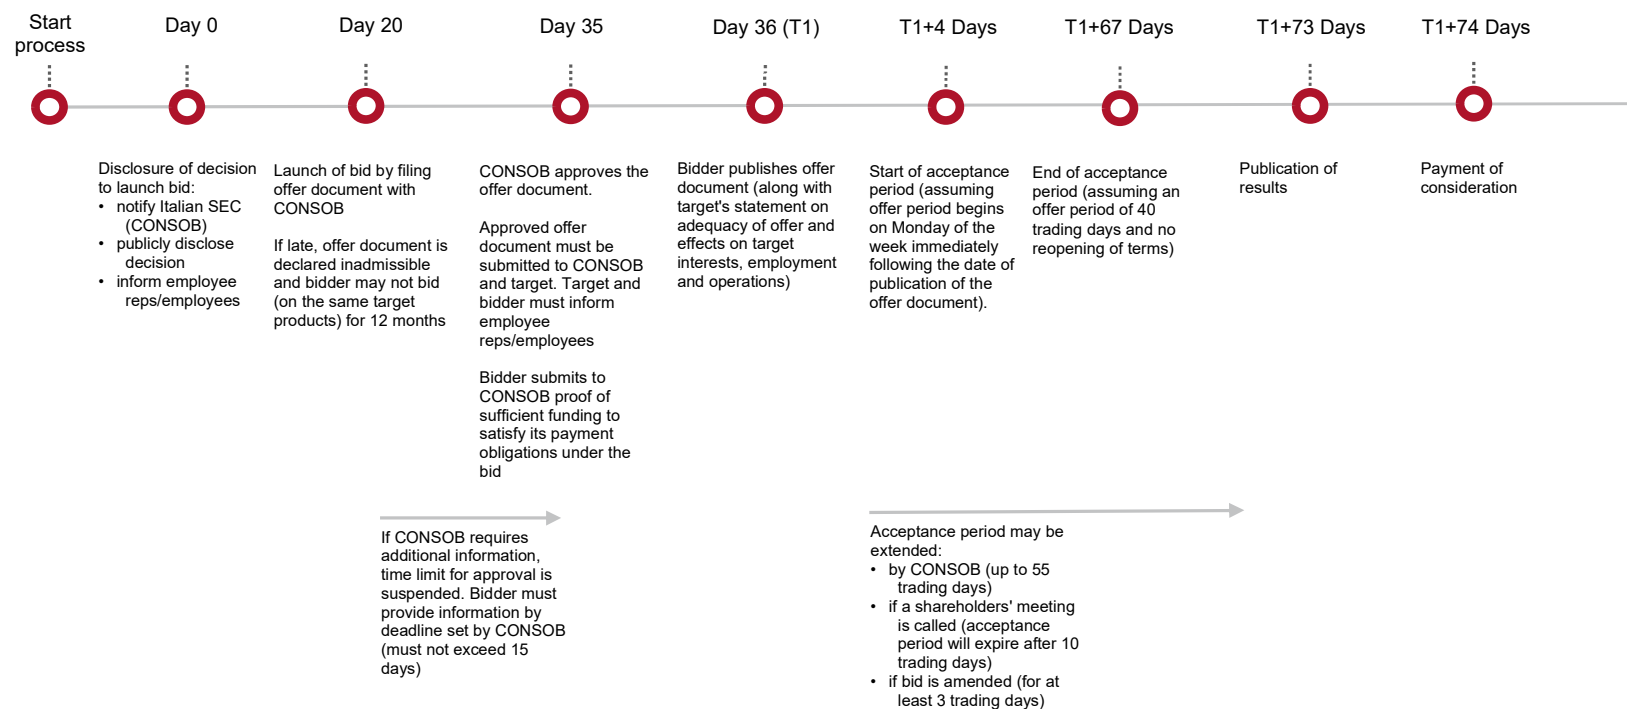 Start
process
Day 0
Day 20
Day 35
Day 36 (T1)
T1+4 Days
T1+67 Days
T1+73 Days
T1+74 Days
Disclosure of decision
to launch bid:
• notify Italian SEC
(CONSOB)
• publicly disclose
decision
• inform employee
reps/employees
Launch of bid by filing
offer document with
CONSOB
If late, offer document is
declared inadmissible
and bidder may not bid
(on the same target
products) for 12 months
CONSOB approves the
offer document.
Approved offer
document must be
submitted to CONSOB
and target. Target and
bidder must inform
employee
reps/employees
Bidder submits to
CONSOB proof of
sufficient funding to
satisfy its payment
obligations under the
bid
Bidder publishes offer
document (along with
target's statement on
adequacy of offer and
effects on target
interests, employment
and operations)
Start of acceptance
period (assuming
offer period begins
on Monday of the
week immediately
following the date of
publication of the
offer document).
End of acceptance
period (assuming an
offer period of 40
trading days and no
reopening of terms)
Publication of
results
Payment of
consideration
If CONSOB requires
additional information,
time limit for approval is
suspended. Bidder must
provide information by
deadline set by CONSOB
(must not exceed 15
days)
Acceptance period may be
extended:
• by CONSOB (up to 55
trading days)
• if a shareholders' meeting
is called (acceptance
period will expire after 10
trading days)
• if bid is amended (for at
least 3 trading days)